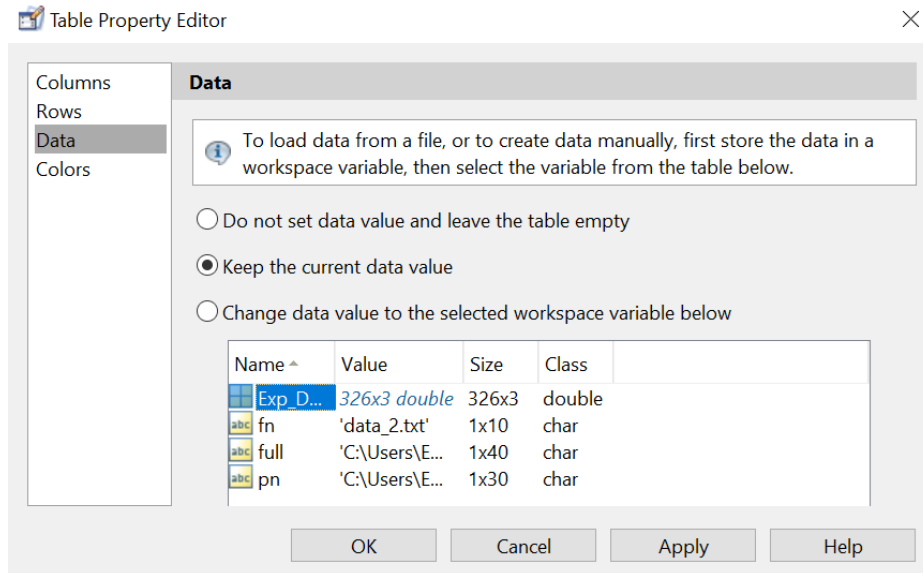 Table Property Editor
Columns
Rows
Data
Colors
Data
To load data from a file, or to create data manually, first store the data in a
workspace variable, then select the variable from the table below.
Do not set data value and leave the table empty
Keep the current data value
Change data value to the selected workspace variable below
Name Value Size Class
Exp_D... 326x3 double 326x3 double
abc fn 'data_2.txt' 1x10 char
abc full 'C:\Users\E... 1x40 char
abc pn 'C:\Users\E... 1x30 char
OK Cancel Apply Help